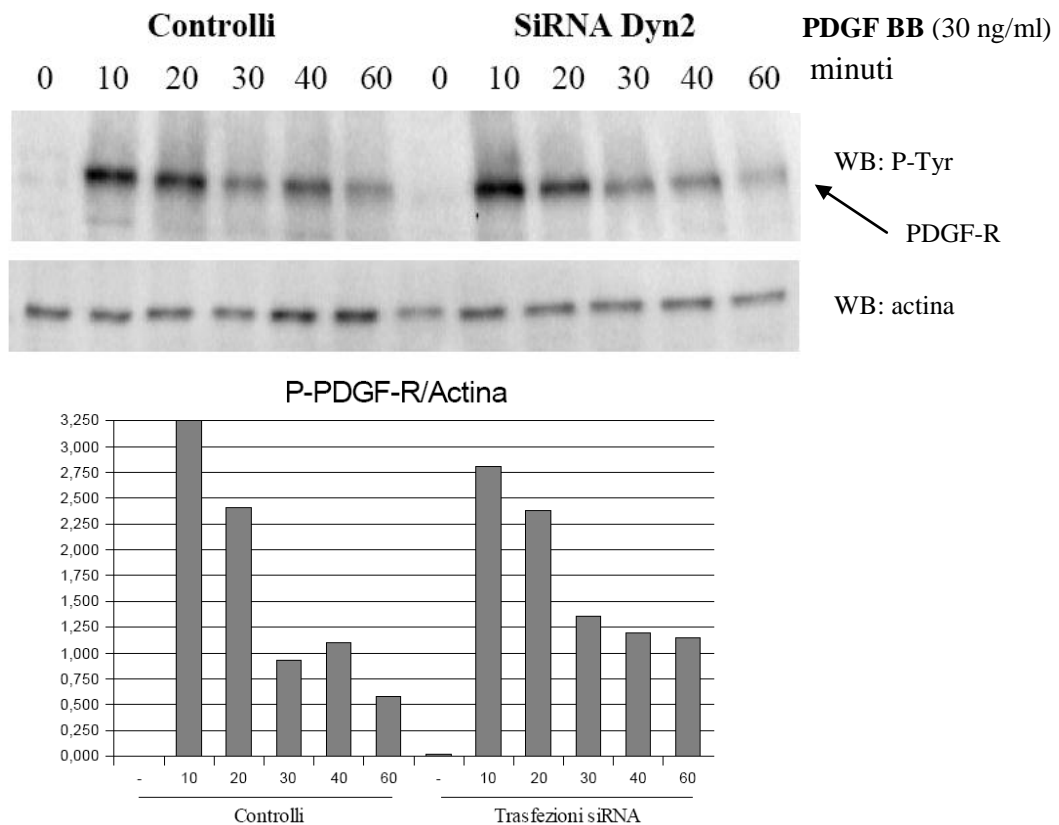 Controlli SiRNA Dyn2 PDGF BB (30 ng/ml)
0 10 20 30 40 60 0 10 20 30 40 60 minuti
WB: P-Tyr
PDGF-R
WB: actina
P-PDGF-R/Actina
3,250
3,000
2,750
2,500
2,250
2,000
1,750
1,500
1,250
1,000
0,750
0,500
0,250
0,000
- 10 20 30 40 60 - 10 20 30 40 60
Controlli Trasfezioni siRNA